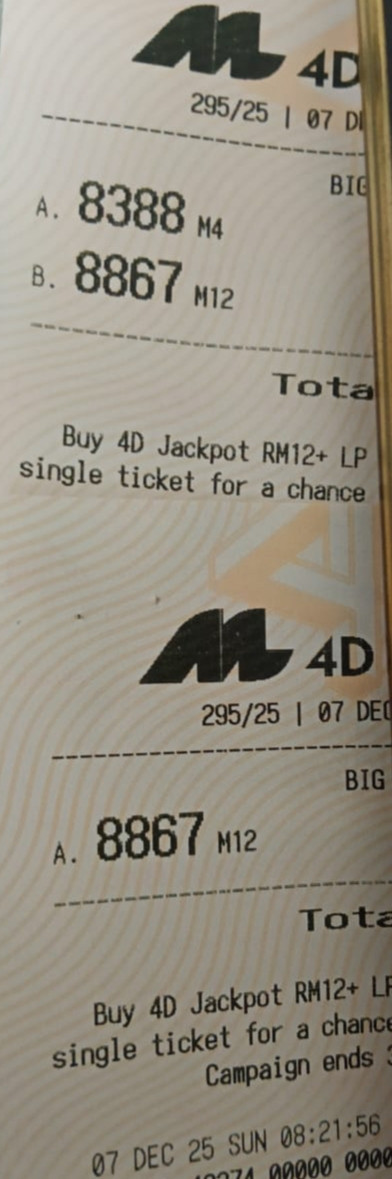 M 4D
295/25 | 07 D
BIG
A. 8388 M4
B. 8867 M12
Tota
Buy 4D Jackpot RM12+ LP
single ticket for a chance
M 4D
295/25 | 07 DEC
BIG
A. 8867 M12
Tota
Buy 4D Jackpot RM12+ LP
single ticket for a chance
Campaign ends
07 DEC 25 SUN 08:21:56
00000